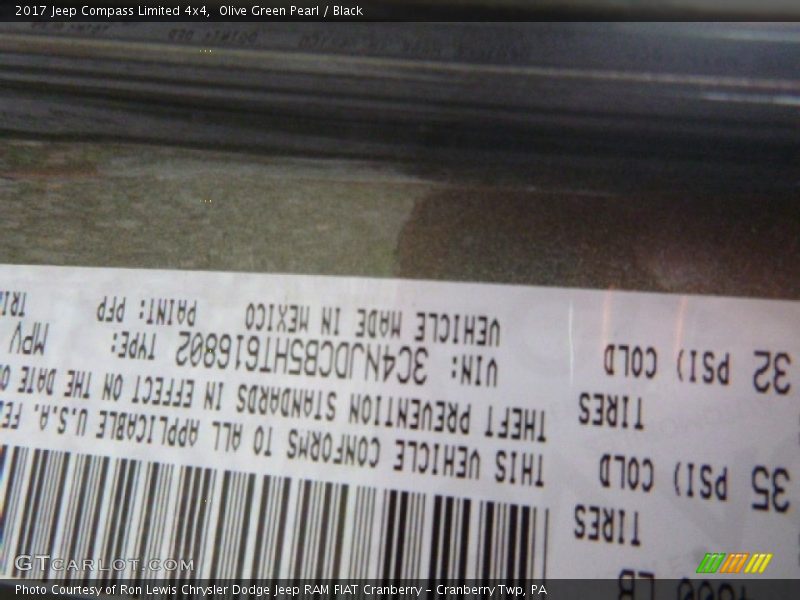 2017 Jeep Compass Limited 4x4, Olive Green Pearl / Black
THIS VEHICLE CONFORMS TO ALL APPLICABLE U.S.A.
THEFT PREVENTION STANDARDS IN EFFECT ON THE DATE
VIN: 3C4NJDCB5HT616802 TYPE: MPV
VEHICLE MADE IN MEXICO PAINT: PFP
LB
TIRES
35 PSI) COLD
TIRES
32 PSI) COLD
GTCARLOT.COM
Photo Courtesy of Ron Lewis Chrysler Dodge Jeep RAM FIAT Cranberry – Cranberry Twp, PA